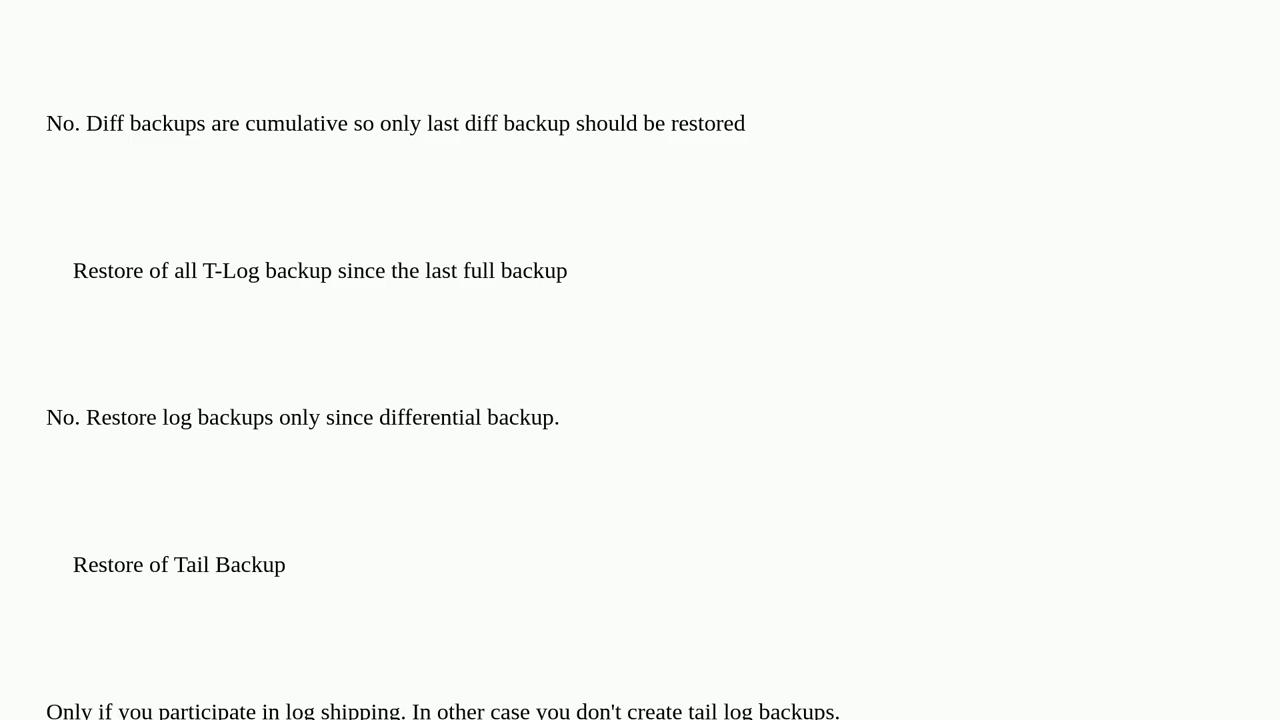 No. Diff backups are cumulative so only last diff backup should be restored
Restore of all T-Log backup since the last full backup
No. Restore log backups only since differential backup.
Restore of Tail Backup
Only if you participate in log shipping. In other case you don't create tail log backups.